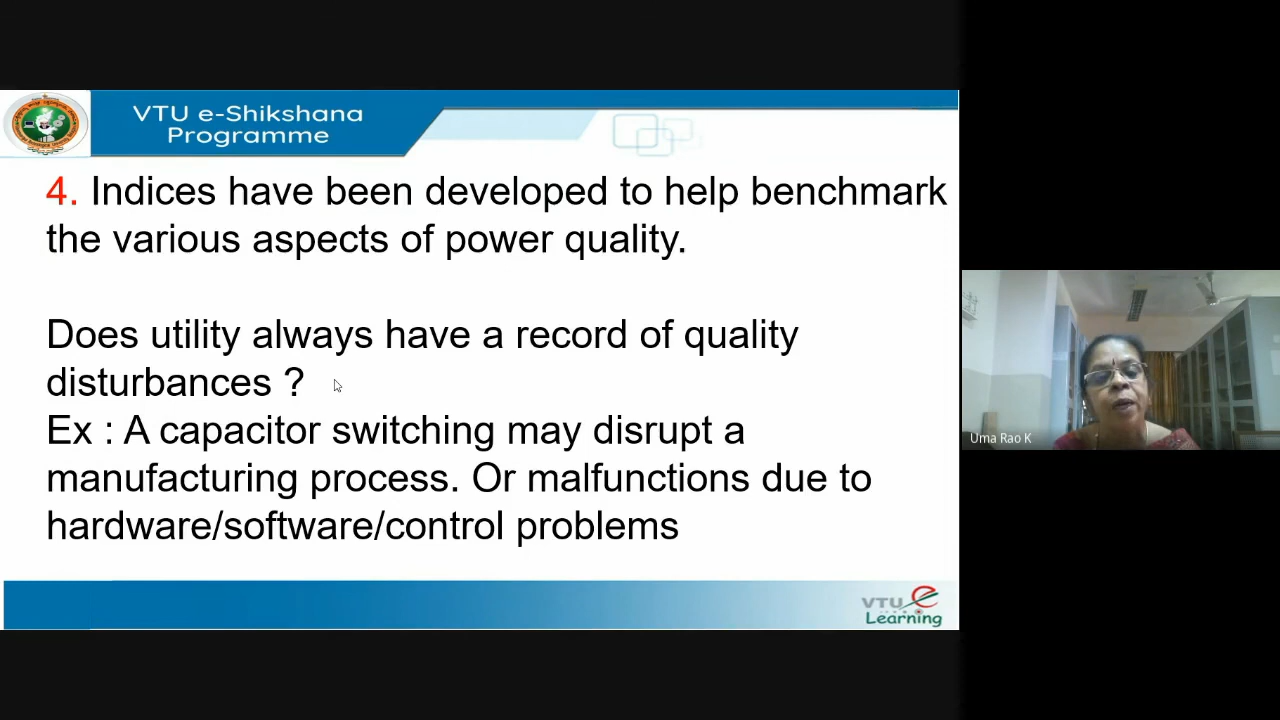 VTU e-Shikshana
Programme
4. Indices have been developed to help benchmark
the various aspects of power quality.
Does utility always have a record of quality
disturbances ?
Ex : A capacitor switching may disrupt a
manufacturing process. Or malfunctions due to
hardware/software/control problems
Uma Rao K
VTU e
Learning